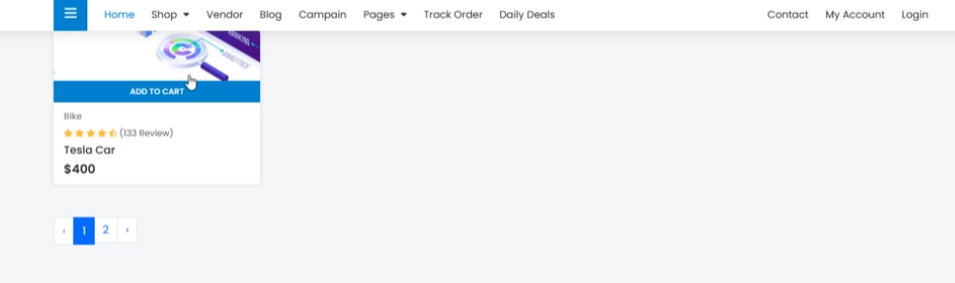 Home Shop Vendor Blog Campain Pages Track Order Daily Deals Contact My Account Login
ADD TO CART
Bike
(133 Review)
Tesla Car
$400
‹ 1 2 ›